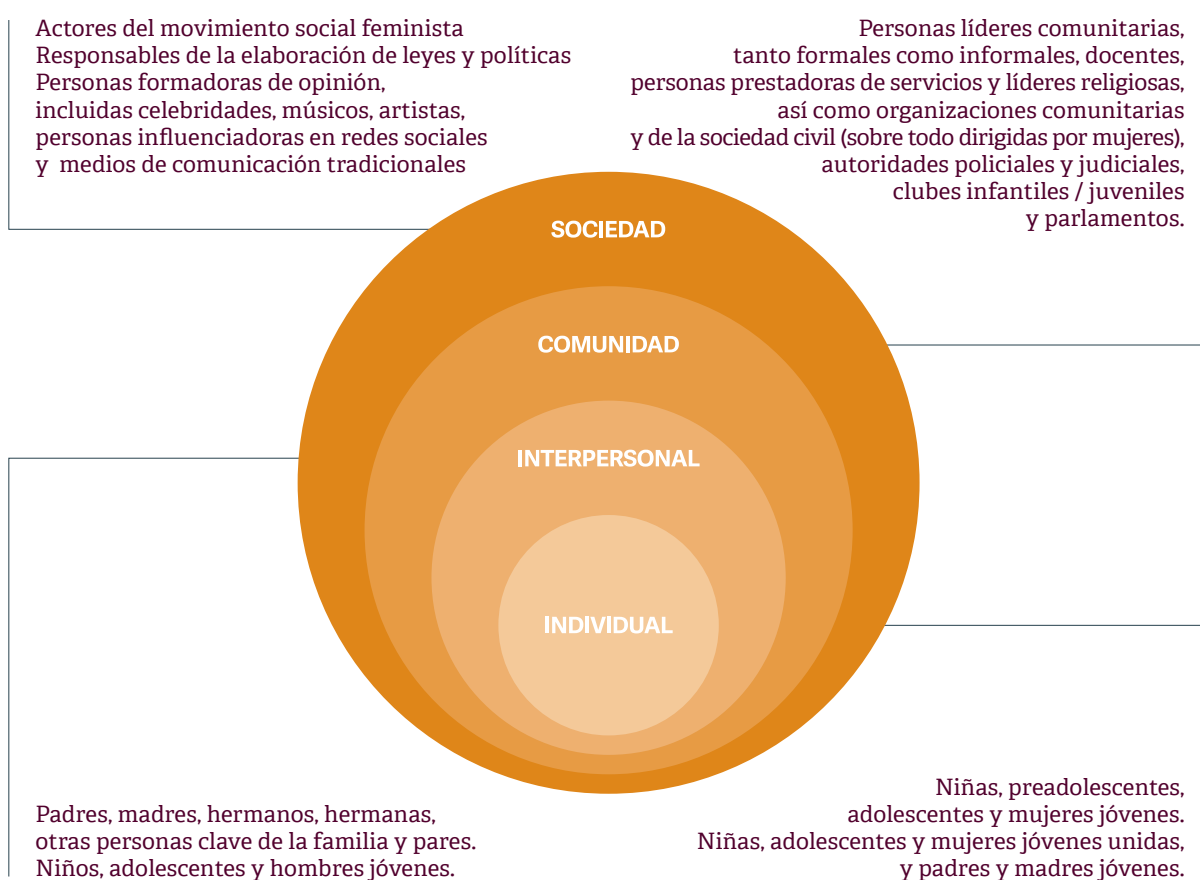 Actores del movimiento social feminista
Responsables de la elaboración de leyes y políticas
Personas formadoras de opinión,
incluidas celebridades, músicos, artistas,
personas influenciadoras en redes sociales
y medios de comunicación tradicionales
Personas líderes comunitarias,
tanto formales como informales, docentes,
personas prestadoras de servicios y líderes religiosas,
así como organizaciones comunitarias
y de la sociedad civil (sobre todo dirigidas por mujeres),
autoridades policiales y judiciales,
clubes infantiles / juveniles
y parlamentos.
SOCIEDAD
COMUNIDAD
INTERPERSONAL
INDIVIDUAL
Padres, madres, hermanos, hermanas,
otras personas clave de la familia y pares.
Niños, adolescentes y hombres jóvenes.
Niñas, preadolescentes,
adolescentes y mujeres jóvenes.
Niñas, adolescentes y mujeres jóvenes unidas,
y padres y madres jóvenes.